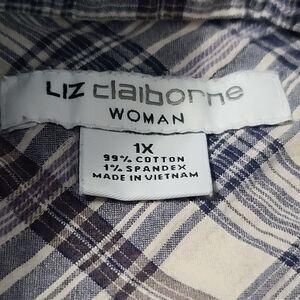 LIZ claiborne
WOMAN
1X
99% COTTON
1% SPANDEX
MADE IN VIETNAM